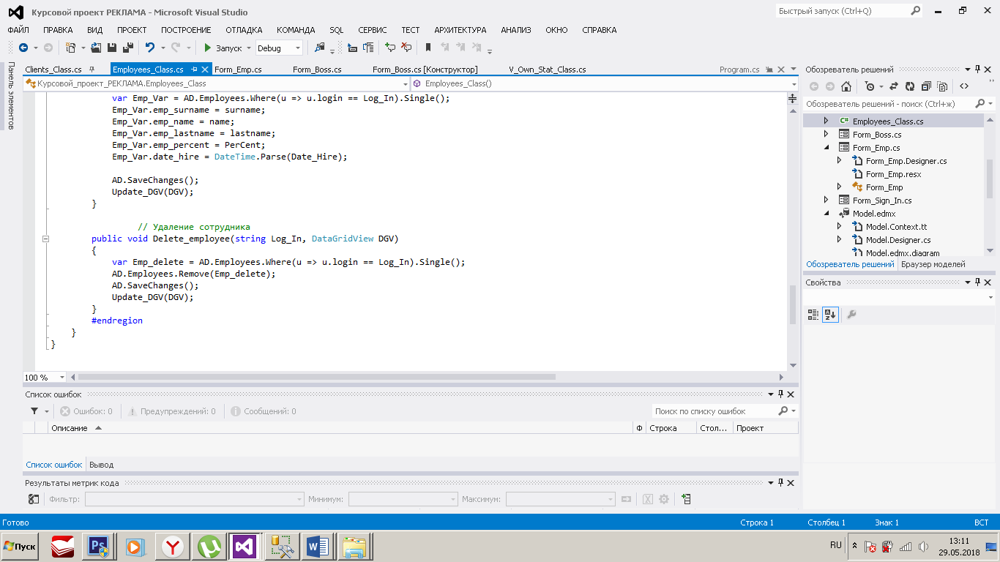 Курсовой проект РЕКЛАМА - Microsoft Visual Studio
Быстрый запуск (Ctrl+Q)
ФАЙЛ ПРАВКА ВИД ПРОЕКТ ПОСТРОЕНИЕ ОТЛАДКА КОМАНДА SQL СЕРВИС ТЕСТ АРХИТЕКТУРА АНАЛИЗ ОКНО СПРАВКА
Запуск Debug
Панель элементов
Clients_Class.cs Employees_Class.cs Form_Emp.cs Form_Boss.cs Form_Boss.cs [Конструктор] V_Own_Stat_Class.cs Program.cs
Курсовой_проект_РЕКЛАМА.Employees_Class Employees_Class()
var Emp_Var = AD.Employees.Where(u => u.login == Log_In).Single();
Emp_Var.emp_surname = surname;
Emp_Var.emp_name = name;
Emp_Var.emp_lastname = lastname;
Emp_Var.emp_percent = PerCent;
Emp_Var.date_hire = DateTime.Parse(Date_Hire);
AD.SaveChanges();
Update_DGV(DGV);
}
// Удаление сотрудника
public void Delete_employee(string Log_In, DataGridView DGV)
{
var Emp_delete = AD.Employees.Where(u => u.login == Log_In).Single();
AD.Employees.Remove(Emp_delete);
AD.SaveChanges();
Update_DGV(DGV);
}
#endregion
}
}
100 %
Обозреватель решений
Обозреватель решений - поиск (Ctrl+ж)
C# Employees_Class.cs
Form_Boss.cs
Form_Emp.cs
Form_Emp.Designer.cs
Form_Emp.resx
Form_Emp
Form_Sign_In.cs
Model.edmx
Model.Context.tt
Model.Designer.cs
Model.edmx.diagram
Обозреватель решений Браузер моделей
Свойства
Список ошибок
Ошибок: 0 Предупреждений: 0 Сообщений: 0
Поиск по списку ошибок
Описание Ф Строка Стол... Проект
Список ошибок Вывод
Результаты метрик кода
Фильтр: Минимум: Максимум:
Готово Строка 1 Столбец 1 Знак 1 ВСТ
Пуск
RU
13:11
29.05.2018